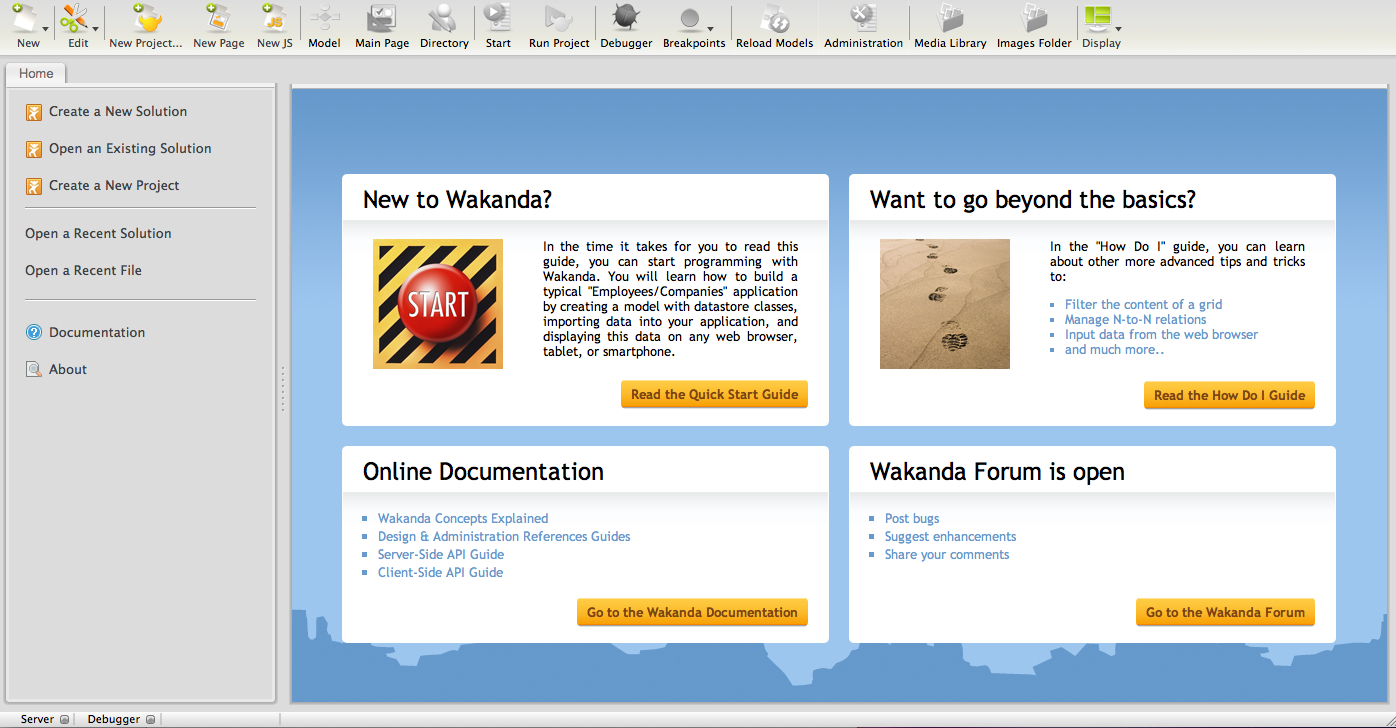 New
Edit
New Project...
New Page
New JS
Model
Main Page
Directory
Start
Run Project
Debugger
Breakpoints
Reload Models
Administration
Media Library
Images Folder
Display
JS
Home
Create a New Solution
Open an Existing Solution
Create a New Project
Open a Recent Solution
Open a Recent File
?
Documentation
About
New to Wakanda?
START
In the time it takes for you to read this
guide, you can start programming with
Wakanda. You will learn how to build a
typical "Employees/Companies" application
by creating a model with datastore classes,
importing data into your application, and
displaying this data on any web browser,
tablet, or smartphone.
Read the Quick Start Guide
Want to go beyond the basics?
In the "How Do I" guide, you can learn
about other more advanced tips and tricks
to:
Filter the content of a grid
Manage N-to-N relations
Input data from the web browser
and much more..
Read the How Do I Guide
Online Documentation
Wakanda Concepts Explained
Design & Administration References Guides
Server-Side API Guide
Client-Side API Guide
Go to the Wakanda Documentation
Wakanda Forum is open
Post bugs
Suggest enhancements
Share your comments
Go to the Wakanda Forum
Server
Debugger